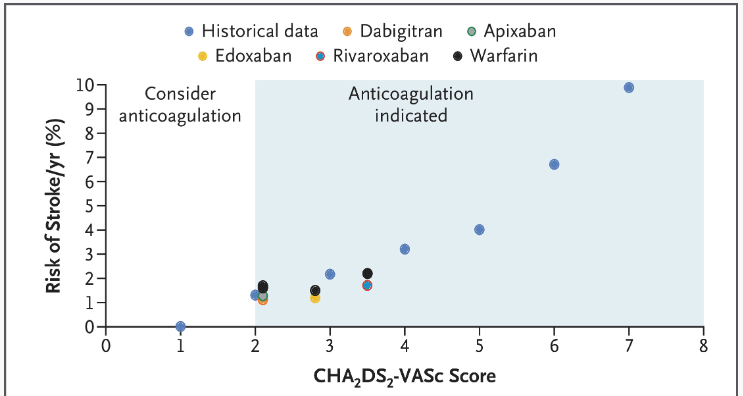 Historical data Dabigitran Apixaban
Edoxaban Rivaroxaban Warfarin
Consider
anticoagulation
Anticoagulation
indicated
Risk of Stroke/yr (%)
10
9
8
7
6
5
4
3
2
1
0
0 1 2 3 4 5 6 7 8
CHA₂DS₂-VASc Score